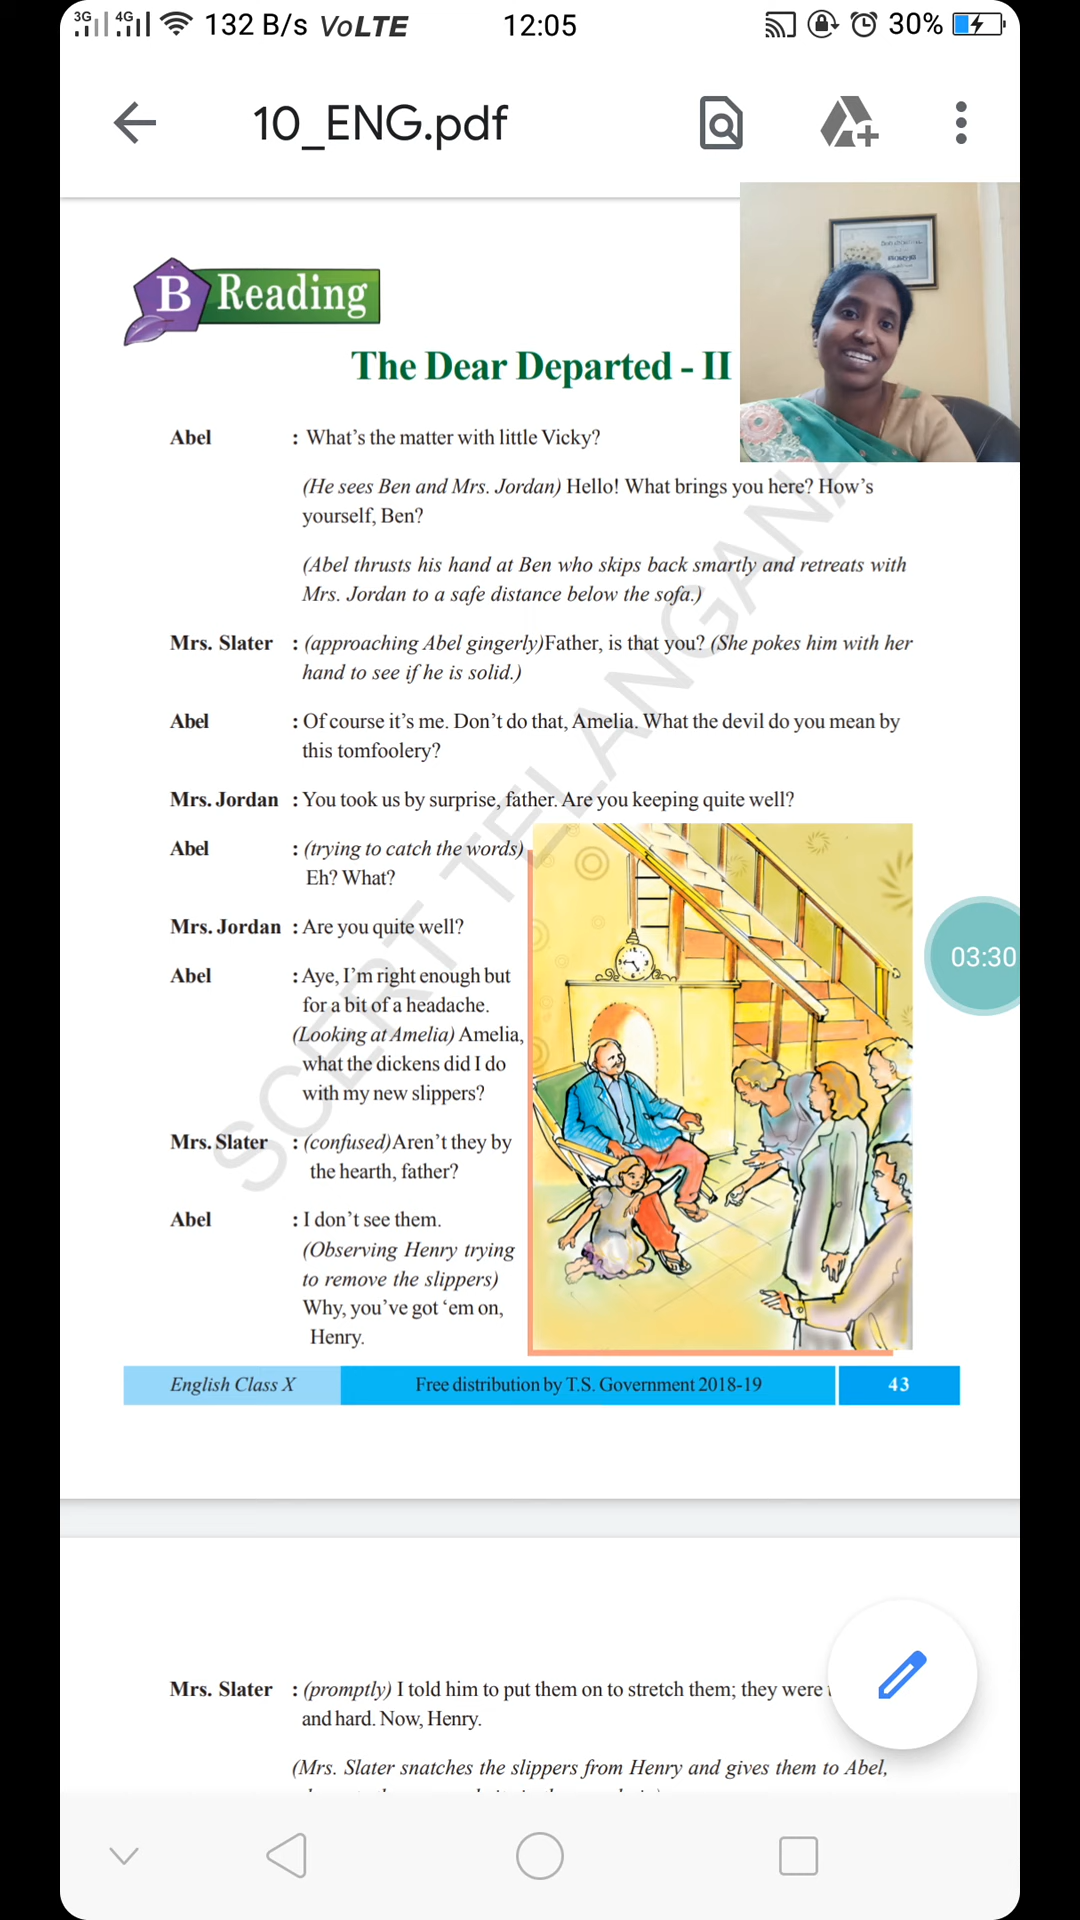 3G 4G 132 B/s VoLTE 12:05 30%
10_ENG.pdf
B Reading
The Dear Departed - II
Abel : What's the matter with little Vicky?
(He sees Ben and Mrs. Jordan) Hello! What brings you here? How's
yourself, Ben?
(Abel thrusts his hand at Ben who skips back smartly and retreats with
Mrs. Jordan to a safe distance below the sofa.)
Mrs. Slater : (approaching Abel gingerly)Father, is that you? (She pokes him with her
hand to see if he is solid.)
Abel : Of course it's me. Don't do that, Amelia. What the devil do you mean by
this tomfoolery?
Mrs. Jordan : You took us by surprise, father. Are you keeping quite well?
Abel : (trying to catch the words)
Eh? What?
Mrs. Jordan : Are you quite well?
Abel : Aye, I'm right enough but
for a bit of a headache.
(Looking at Amelia) Amelia,
what the dickens did I do
with my new slippers?
Mrs. Slater : (confused)Aren't they by
the hearth, father?
Abel : I don't see them.
(Observing Henry trying
to remove the slippers)
Why, you've got 'em on,
Henry.
SCERT TELANGANA
03:30
English Class X Free distribution by T.S. Government 2018-19 43
Mrs. Slater : (promptly) I told him to put them on to stretch them; they were
and hard. Now, Henry.
(Mrs. Slater snatches the slippers from Henry and gives them to Abel,